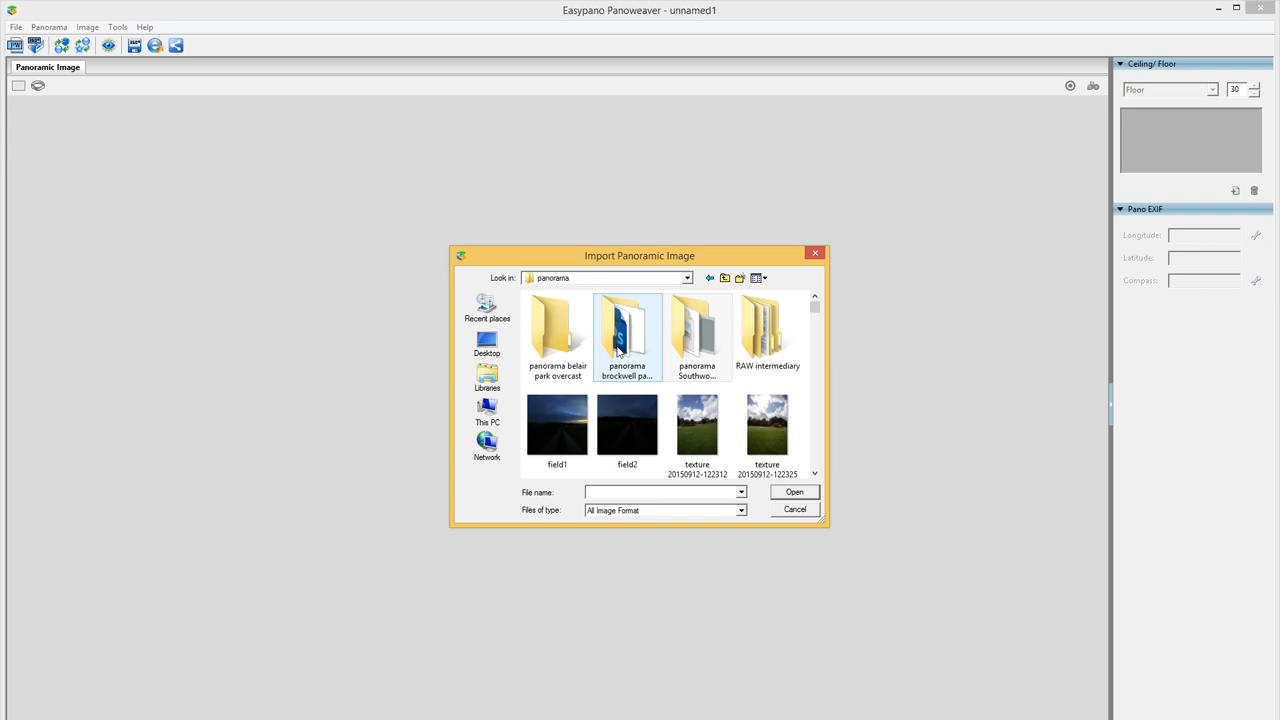 Easypano Panoweaver - unnamed1
File Panorama Image Tools Help
Panoramic Image
Ceiling/ Floor
Floor 30
Pano EXIF
Longitude:
Latitude:
Compass:
Import Panoramic Image
Look in: panorama
Recent places
Desktop
Libraries
This PC
Network
panorama belair
park overcast
panorama
brockwell pa...
panorama
Southwo...
RAW intermediary
field1
field2
texture
20150912-122312
texture
20150912-122325
File name:
Open
Files of type: All Image Format
Cancel